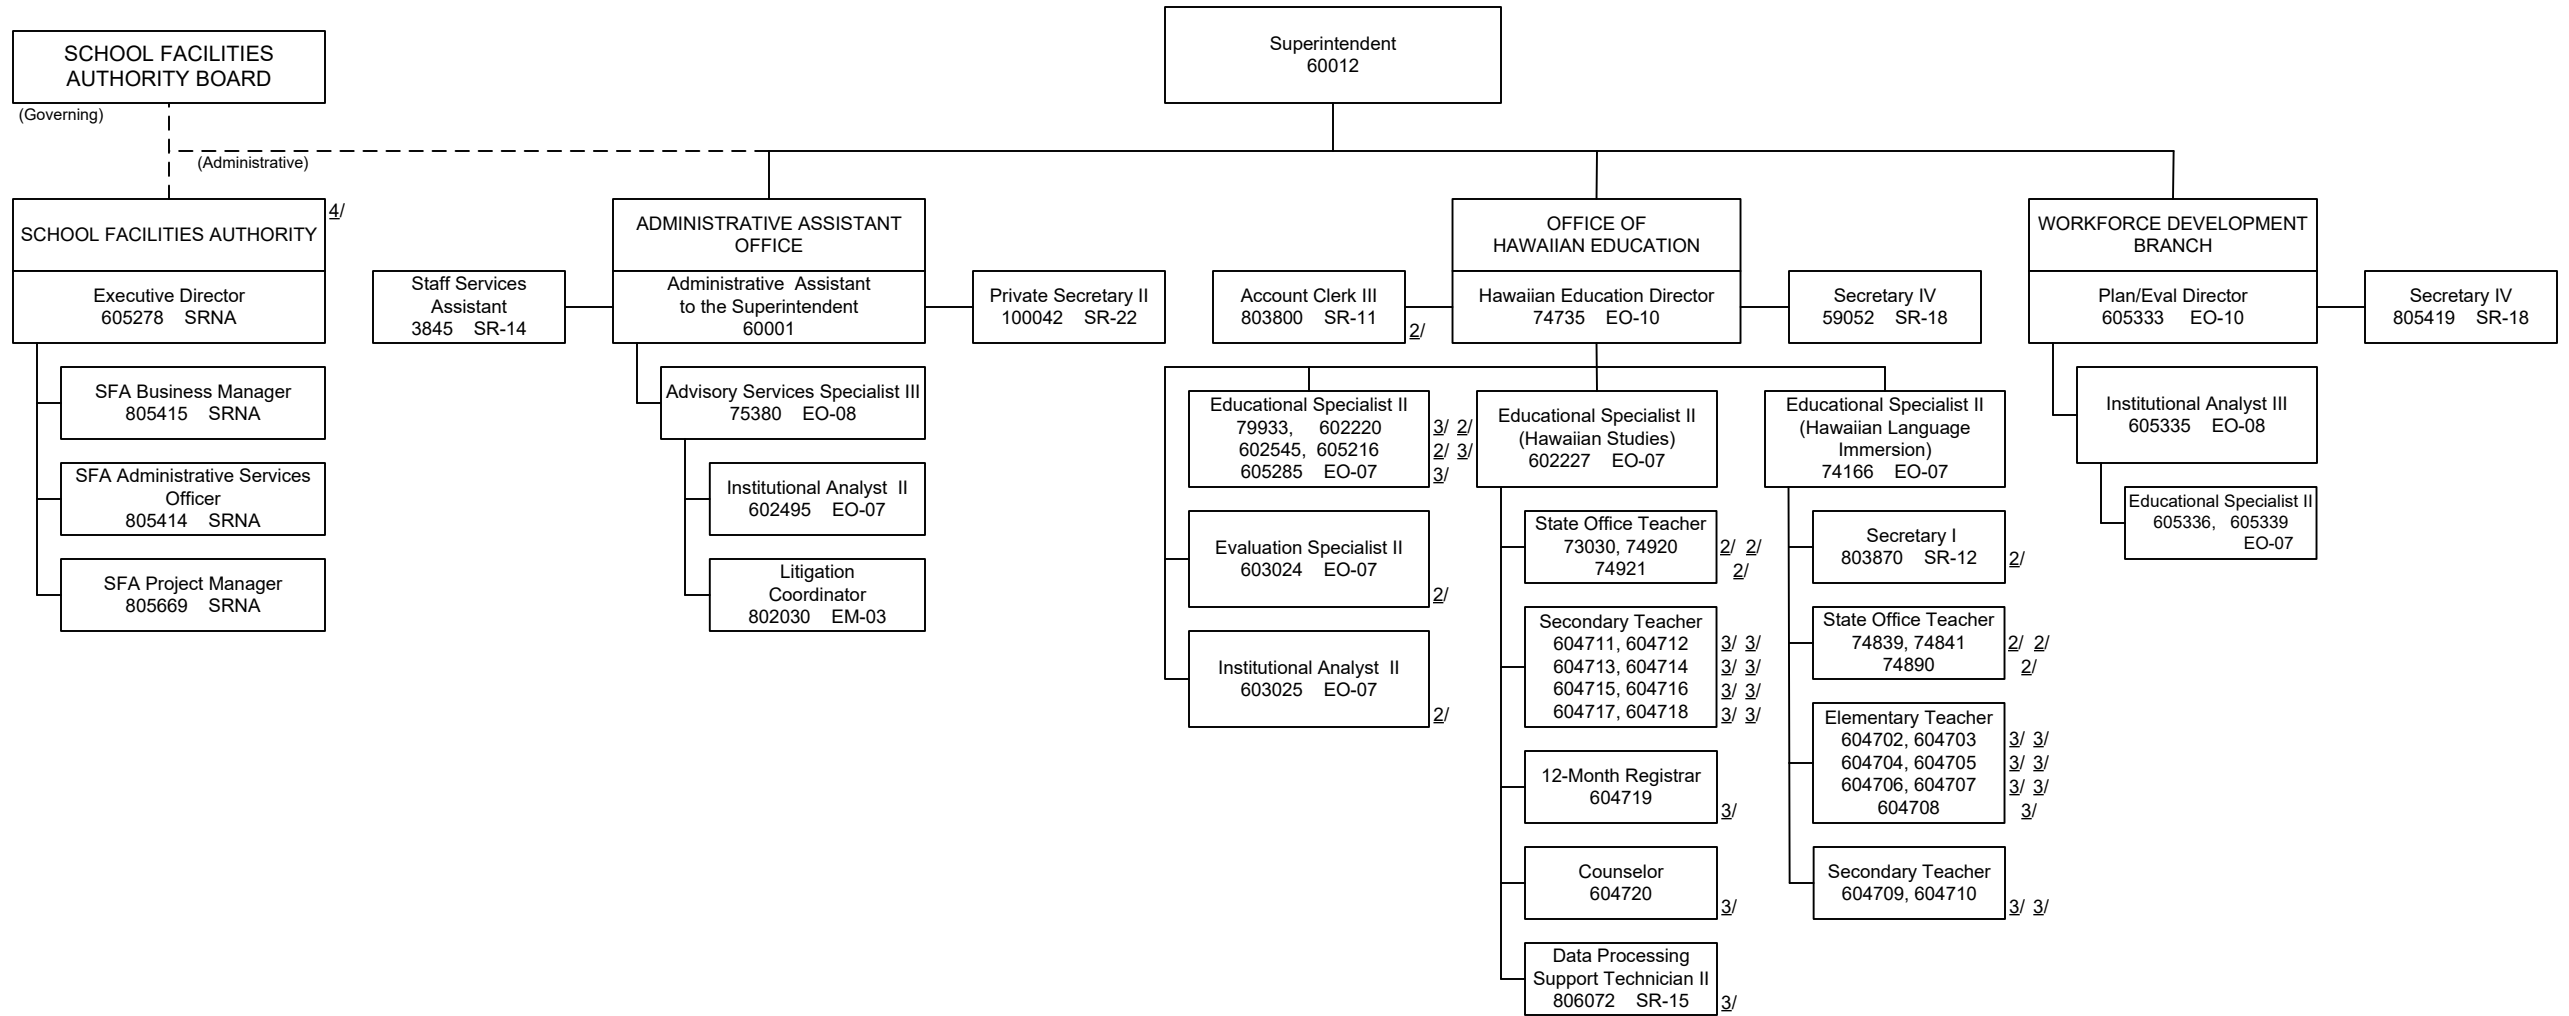 SCHOOL FACILITIES
AUTHORITY BOARD
(Governing)
Superintendent
60012
(Administrative)
SCHOOL FACILITIES AUTHORITY
4/
Executive Director
605278 SRNA
SFA Business Manager
805415 SRNA
SFA Administrative Services
Officer
805414 SRNA
SFA Project Manager
805669 SRNA
Staff Services
Assistant
3845 SR-14
ADMINISTRATIVE ASSISTANT
OFFICE
Administrative Assistant
to the Superintendent
60001
Private Secretary II
100042 SR-22
Advisory Services Specialist III
75380 EO-08
Institutional Analyst II
602495 EO-07
Litigation
Coordinator
802030 EM-03
Account Clerk III
803800 SR-11
2/
OFFICE OF
HAWAIIAN EDUCATION
Hawaiian Education Director
74735 EO-10
Secretary IV
59052 SR-18
Educational Specialist II
79933, 602220 3/ 2/
602545, 605216 2/ 3/
605285 EO-07 3/
Evaluation Specialist II
603024 EO-07
2/
Institutional Analyst II
603025 EO-07
2/
Educational Specialist II
(Hawaiian Studies)
602227 EO-07
State Office Teacher
73030, 74920 2/ 2/
74921 2/
Secondary Teacher
604711, 604712 3/ 3/
604713, 604714 3/ 3/
604715, 604716 3/ 3/
604717, 604718 3/ 3/
12-Month Registrar
604719
3/
Counselor
604720
3/
Data Processing
Support Technician II
806072 SR-15 3/
Educational Specialist II
(Hawaiian Language
Immersion)
74166 EO-07
Secretary I
803870 SR-12 2/
State Office Teacher
74839, 74841 2/ 2/
74890 2/
Elementary Teacher
604702, 604703 3/ 3/
604704, 604705 3/ 3/
604706, 604707 3/ 3/
604708 3/
Secondary Teacher
604709, 604710
3/ 3/
WORKFORCE DEVELOPMENT
BRANCH
Plan/Eval Director
605333 EO-10
Secretary IV
805419 SR-18
Institutional Analyst III
605335 EO-08
Educational Specialist II
605336, 605339
EO-07